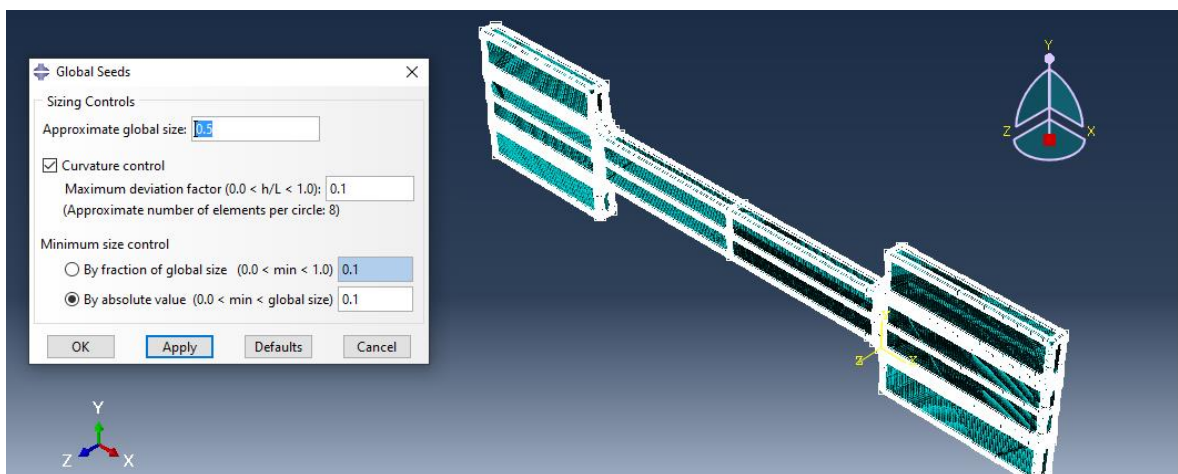 Global Seeds
Sizing Controls
Approximate global size: 0.5
Curvature control
Maximum deviation factor (0.0 < h/L < 1.0): 0.1
(Approximate number of elements per circle: 8)
Minimum size control
By fraction of global size (0.0 < min < 1.0) 0.1
By absolute value (0.0 < min < global size) 0.1
OK Apply Defaults Cancel
Y
Z X
Y
Z X
Y
Z X